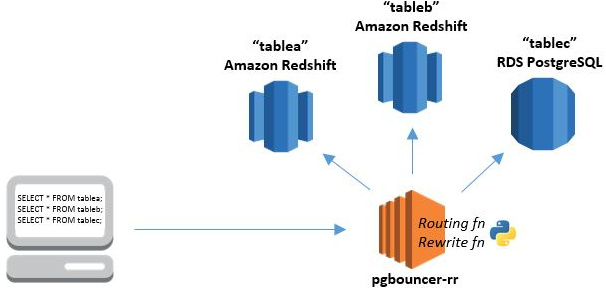 "tableb"
Amazon Redshift
"tablea"
Amazon Redshift
"tablec"
RDS PostgreSQL
SELECT * FROM tablea;
SELECT * FROM tableb;
SELECT * FROM tablec;
Routing fn
Rewrite fn
pgbouncer-rr